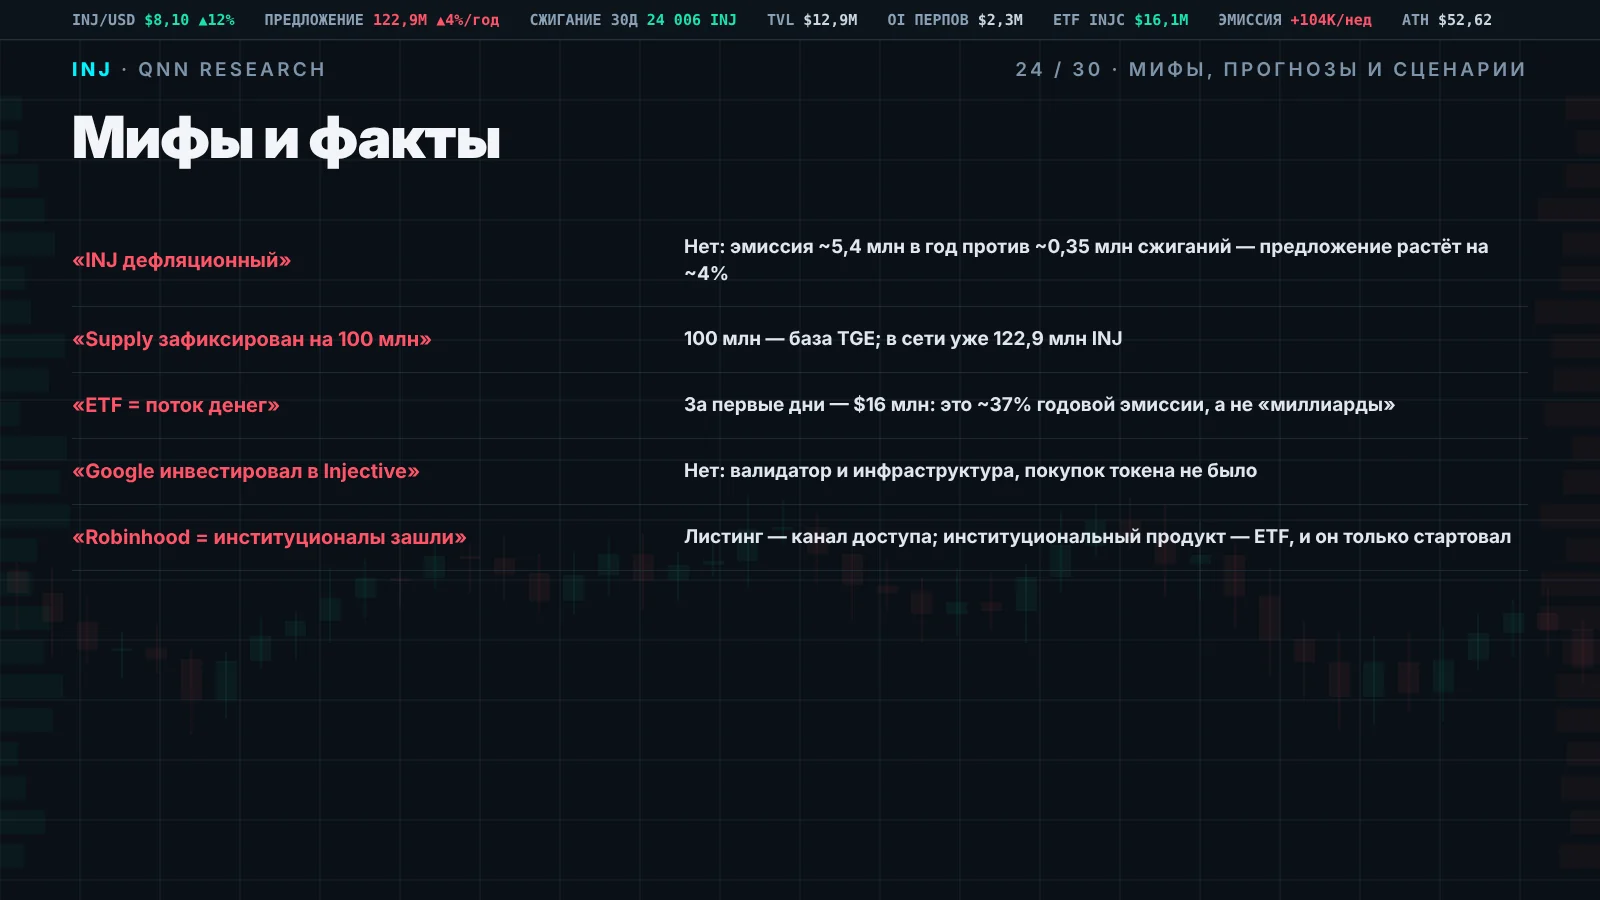 INJ/USD $8,10 ▲12% ПРЕДЛОЖЕНИЕ 122,9M ▲4%/год СЖИГАНИЕ 30Д 24 006 INJ TVL $12,9M OI ПЕРПОВ $2,3M ETF INJC $16,1M ЭМИССИЯ +104K/нед ATH $52,62
INJ · QNN RESEARCH
24 / 30 · МИФЫ, ПРОГНОЗЫ И СЦЕНАРИИ
Мифы и факты
«INJ дефляционный»
Нет: эмиссия ~5,4 млн в год против ~0,35 млн сжиганий — предложение растёт на
~4%
«Supply зафиксирован на 100 млн»
100 млн — база TGE; в сети уже 122,9 млн INJ
«ETF = поток денег»
За первые дни — $16 млн: это ~37% годовой эмиссии, а не «миллиарды»
«Google инвестировал в Injective»
Нет: валидатор и инфраструктура, покупок токена не было
«Robinhood = институционалы зашли»
Листинг — канал доступа; институциональный продукт — ETF, и он только стартовал